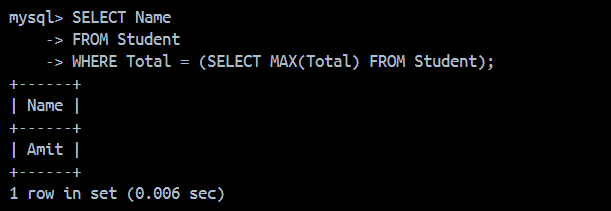 mysql> SELECT Name
    -> FROM Student
    -> WHERE Total = (SELECT MAX(Total) FROM Student);
+------+
| Name |
+------+
| Amit |
+------+
1 row in set (0.006 sec)